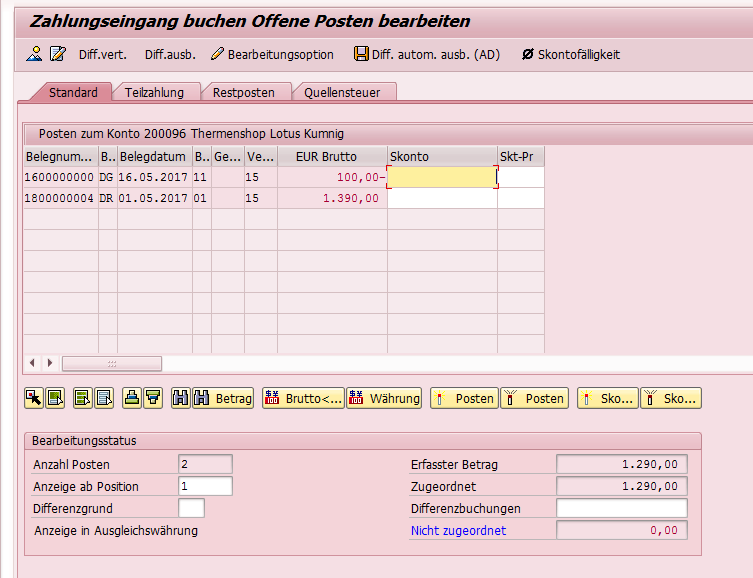 Zahlungseingang buchen Offene Posten bearbeiten
Diff.vert. Diff.ausb. Bearbeitungsoption Diff. autom. ausb. (AD) Skontofälligkeit
Standard Teilzahlung Restposten Quellensteuer
Posten zum Konto 200096 Thermenshop Lotus Kumnig
Belegnum... B.. Belegdatum B.. Ge... Ve... EUR Brutto Skonto Skt-Pr
1600000000 DG 16.05.2017 11 15 100,00-
1800000004 DR 01.05.2017 01 15 1.390,00
Betrag Brutto<... Währung Posten Posten Sko... Sko...
Bearbeitungsstatus
Anzahl Posten 2 Erfasster Betrag 1.290,00
Anzeige ab Position 1 Zugeordnet 1.290,00
Differenzgrund Differenzbuchungen
Anzeige in Ausgleichswährung Nicht zugeordnet 0,00